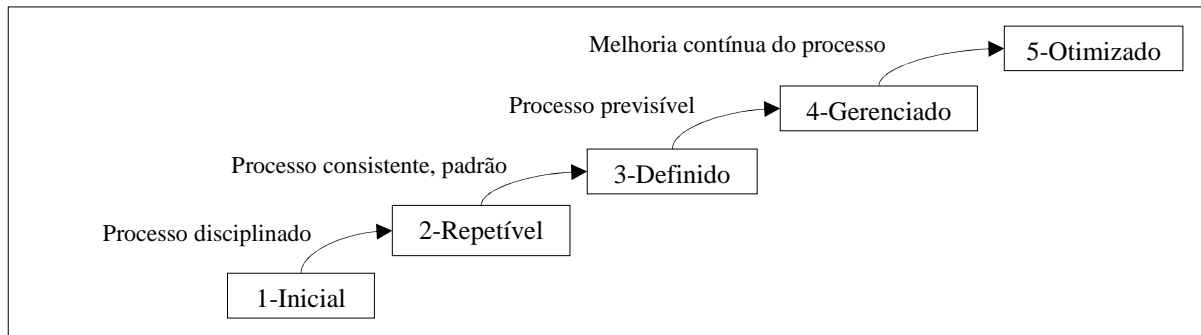 Melhoria contínua do processo
5-Otimizado
Processo previsível
4-Gerenciado
Processo consistente, padrão
3-Definido
Processo disciplinado
2-Repetível
1-Inicial